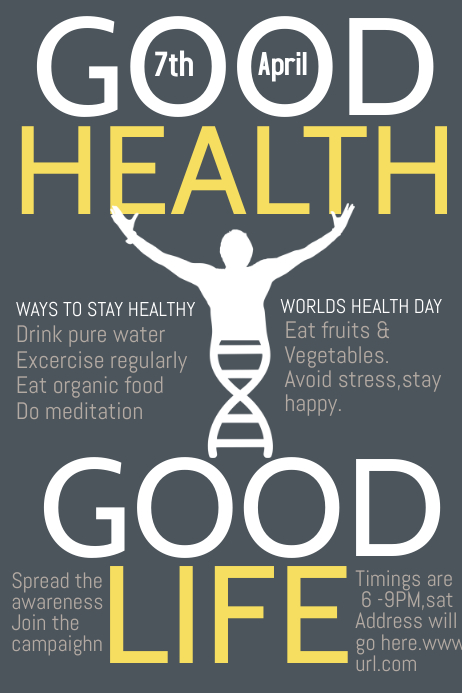 GOOD
7th April
HEALTH
WAYS TO STAY HEALTHY
Drink pure water
Excercise regularly
Eat organic food
Do meditation
WORLDS HEALTH DAY
Eat fruits &
Vegetables.
Avoid stress,stay
happy.
GOOD
LIFE
Spread the
awareness
Join the
campaighn
Timings are
6 -9PM,sat
Address will
go here.www
url.com